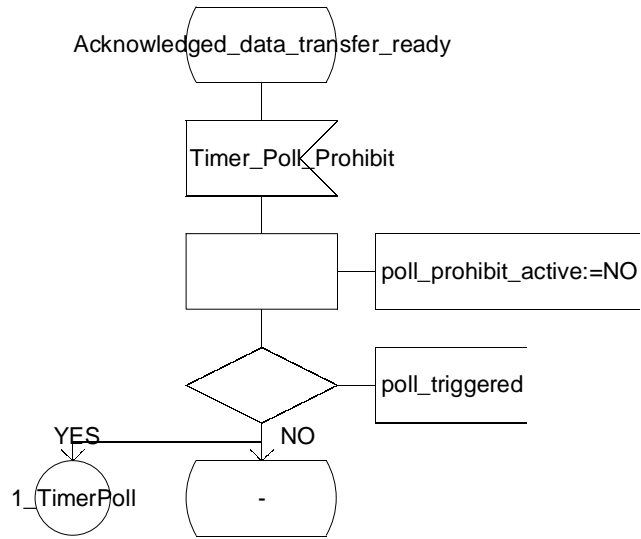 Acknowledged_data_transfer_ready
Timer_Poll_Prohibit
poll_prohibit_active:=NO
poll_triggered
YES
NO
1_TimerPoll
-